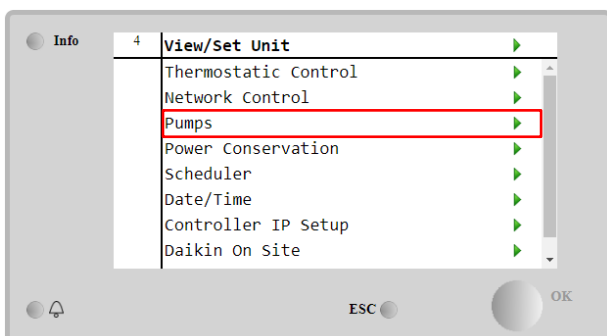 Info
4 View/Set Unit
Thermostatic Control
Network Control
Pumps
Power Conservation
Scheduler
Date/Time
Controller IP Setup
Daikin On Site
ESC OK